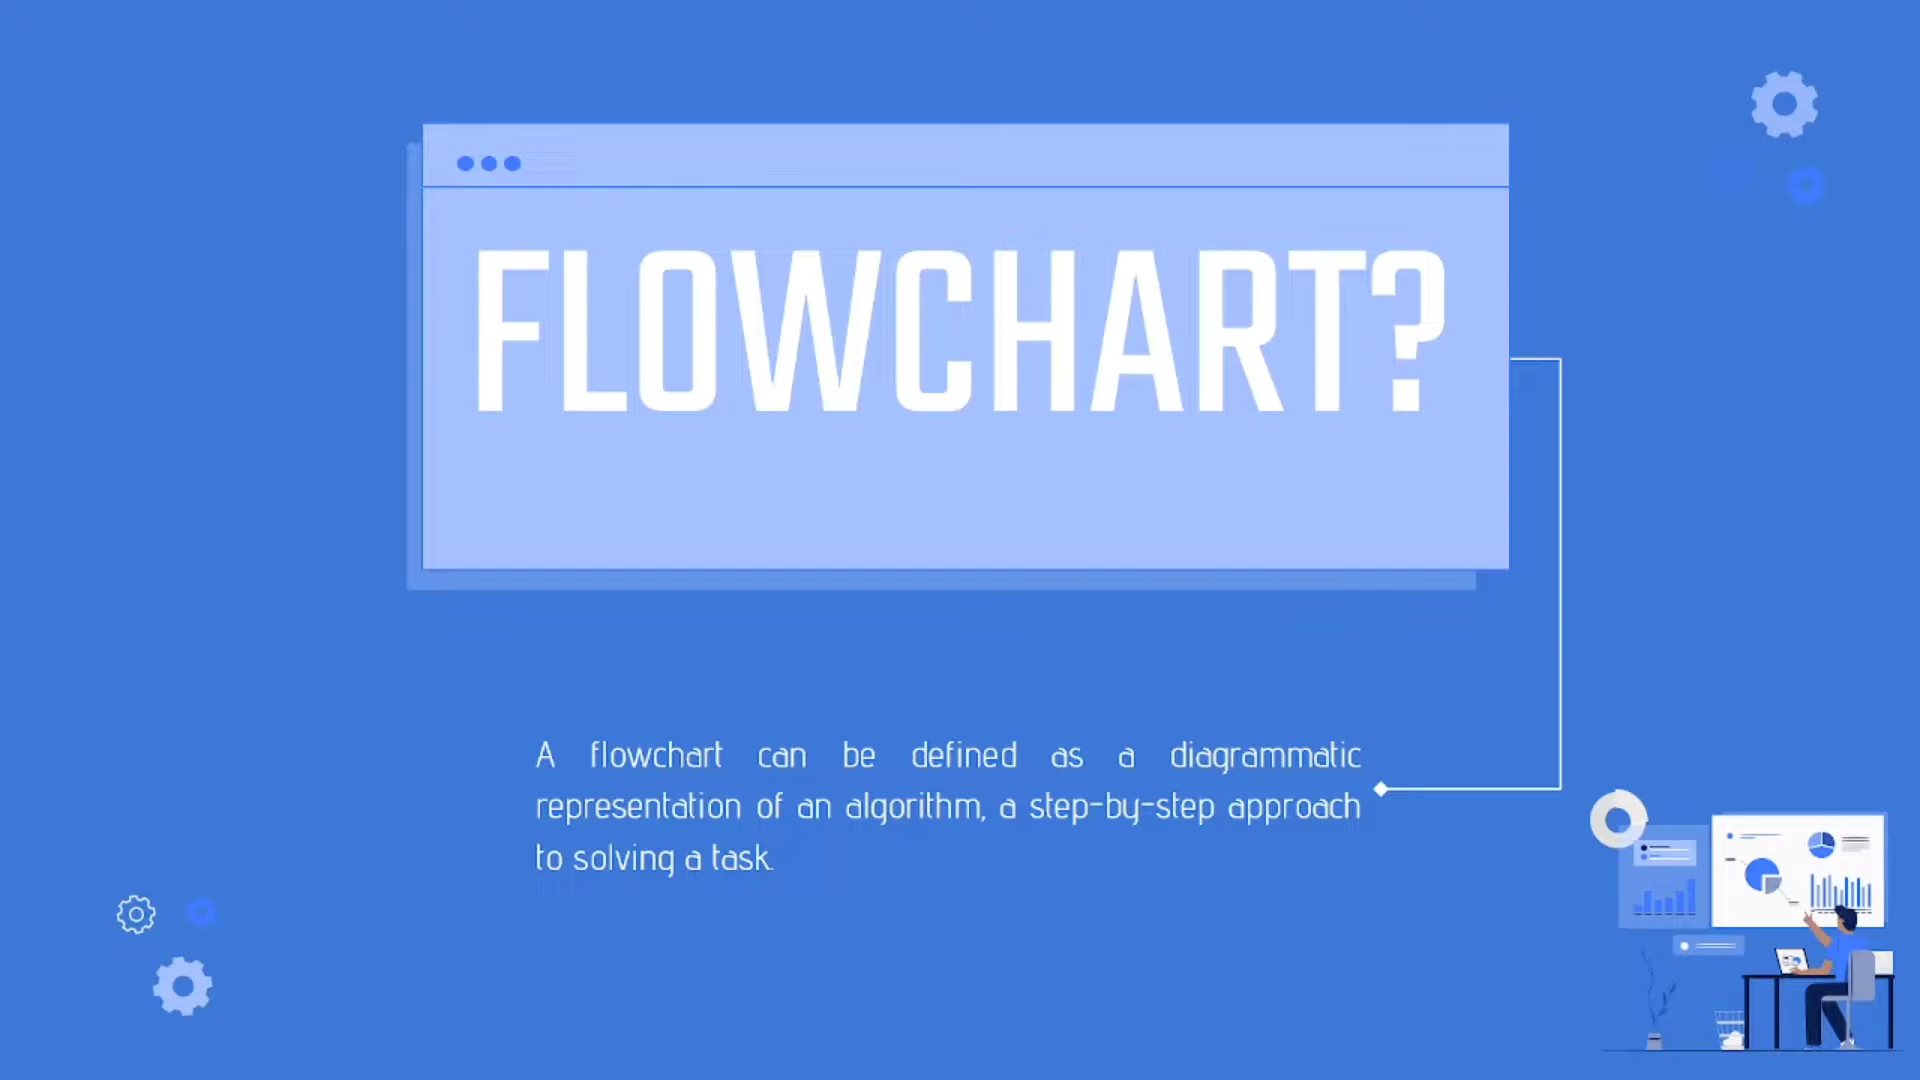 FLOWCHART?
A flowchart can be defined as a diagrammatic
representation of an algorithm, a step-by-step approach
to solving a task.